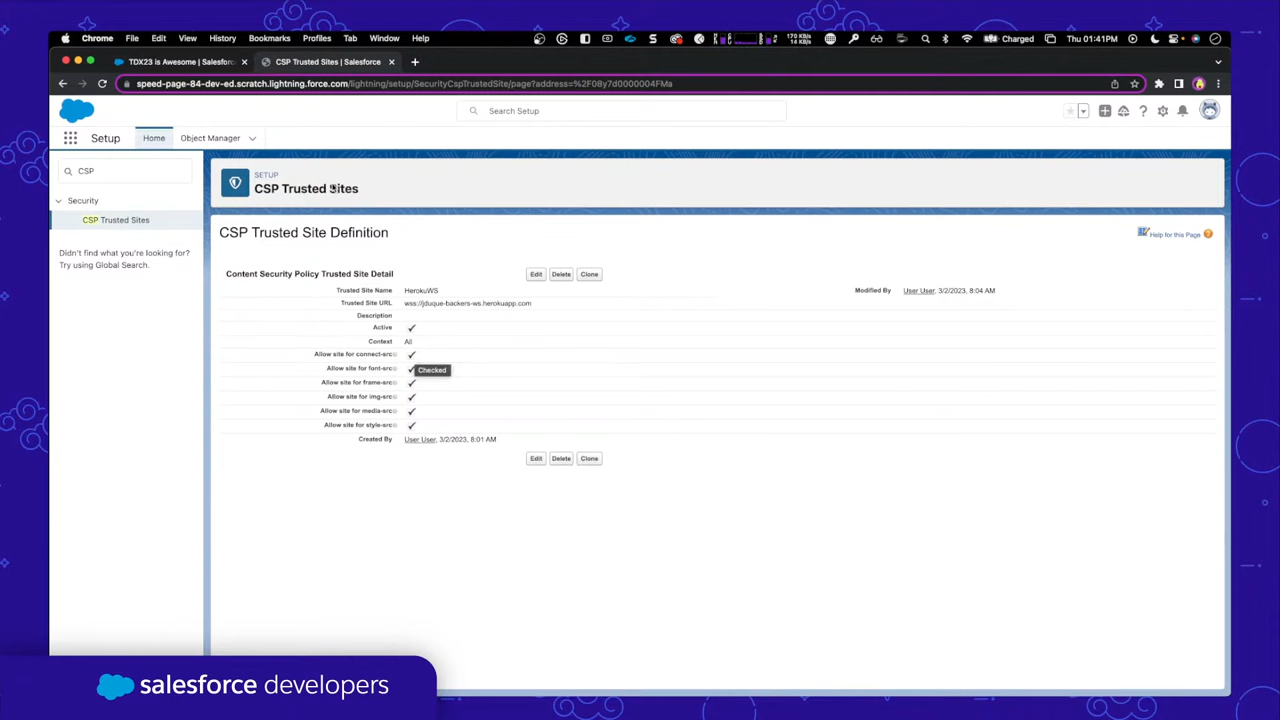 Chrome File Edit View History Bookmarks Profiles Tab Window Help
170 KB/s
14 KB/s
Charged
Thu 01:41PM
TDX23 is Awesome | Salesforc
CSP Trusted Sites | Salesforce
speed-page-84-dev-ed.scratch.lightning.force.com/lightning/setup/SecurityCspTrustedSite/page?address=%2F08y7d0000004FMa
Search Setup
Setup
Home
Object Manager
CSP
Security
CSP Trusted Sites
Didn't find what you're looking for?
Try using Global Search.
SETUP
CSP Trusted Sites
CSP Trusted Site Definition
Help for this Page
Content Security Policy Trusted Site Detail
Edit Delete Clone
Trusted Site Name HerokuWS
Modified By User User, 3/2/2023, 8:04 AM
Trusted Site URL wss://jduque-backers-ws.herokuapp.com
Description
Active
Context All
Allow site for connect-src
Allow site for font-src Checked
Allow site for frame-src
Allow site for img-src
Allow site for media-src
Allow site for style-src
Created By User User, 3/2/2023, 8:01 AM
Edit Delete Clone
salesforce developers